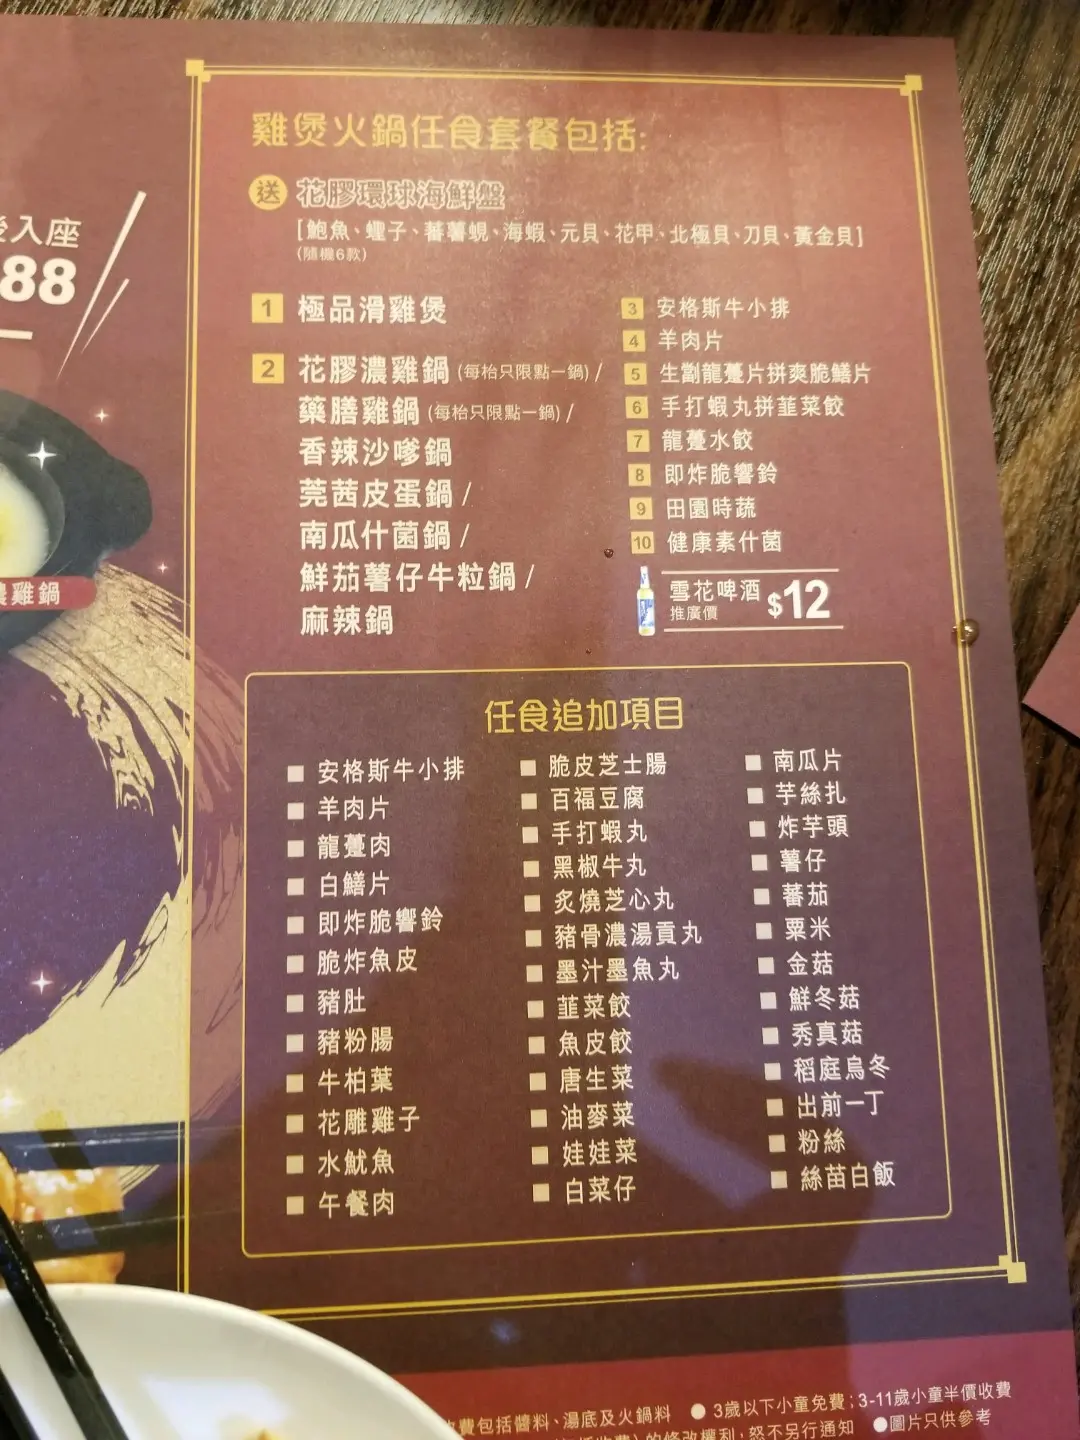 入座
88
雞鍋
雞煲火鍋任食套餐包括:
送 花膠環球海鮮盤
[鮑魚、蟶子、蕃薯蜆、海蝦、元貝、花甲、北極貝、刀貝、黃金貝]
(隨機6款)
1 極品滑雞煲
2 花膠濃雞鍋 (每枱只限點一鍋) /
藥膳雞鍋 (每枱只限點一鍋) /
香辣沙嗲鍋
莞茜皮蛋鍋 /
南瓜什菌鍋 /
鮮茄薯仔牛粒鍋 /
麻辣鍋
3 安格斯牛小排
4 羊肉片
5 生劏龍躉片拼爽脆鱔片
6 手打蝦丸拼韮菜餃
7 龍躉水餃
8 即炸脆響鈴
9 田園時蔬
10 健康素什菌
雪花啤酒 $12
推廣價
任食追加項目
■ 安格斯牛小排
■ 羊肉片
■ 龍躉肉
■ 白鱔片
■ 即炸脆響鈴
■ 脆炸魚皮
■ 豬肚
■ 豬粉腸
■ 牛柏葉
■ 花雕雞子
■ 水魷魚
■ 午餐肉
■ 脆皮芝士腸
■ 百福豆腐
■ 手打蝦丸
■ 黑椒牛丸
■ 炙燒芝心丸
■ 豬骨濃湯貢丸
■ 墨汁墨魚丸
■ 韮菜餃
■ 魚皮餃
■ 唐生菜
■ 油麥菜
■ 娃娃菜
■ 白菜仔
■ 南瓜片
■ 芋絲扎
■ 炸芋頭
■ 薯仔
■ 蕃茄
■ 粟米
■ 金菇
■ 鮮冬菇
■ 秀真菇
■ 稻庭烏冬
■ 出前一丁
■ 粉絲
■ 絲苗白飯
費包括醬料、湯底及火鍋料 ● 3歲以下小童免費；3-11歲小童半價收費
的修改權利，恕不另行通知 ●圖片只供參考